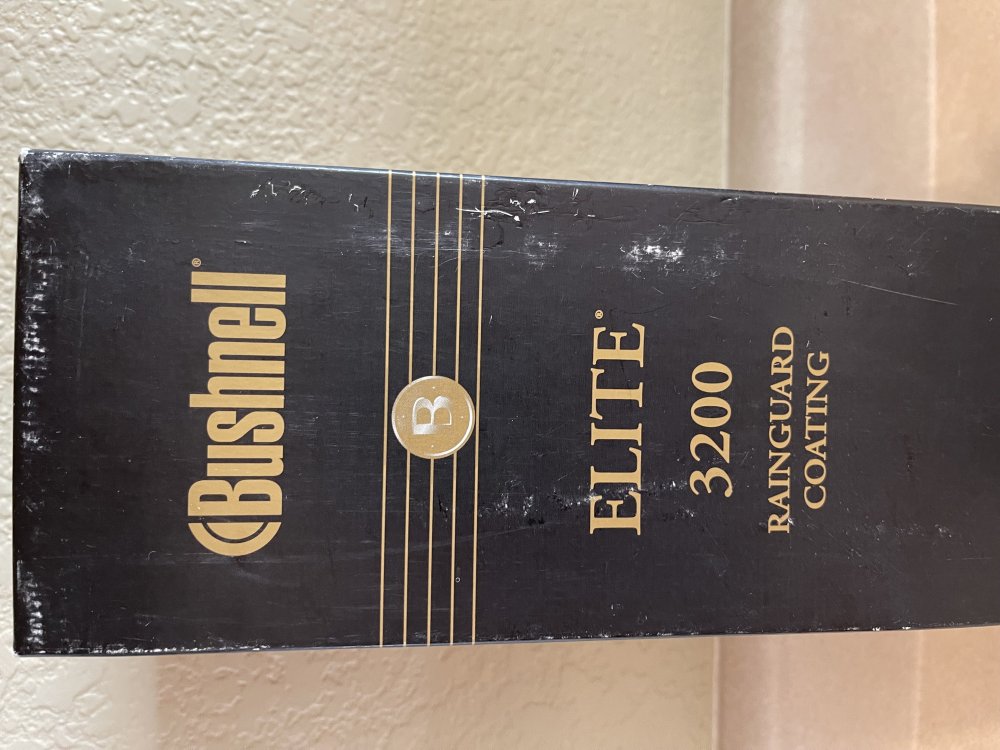 Bushnell®
B
ELITE®
3200
RAINGUARD
COATING